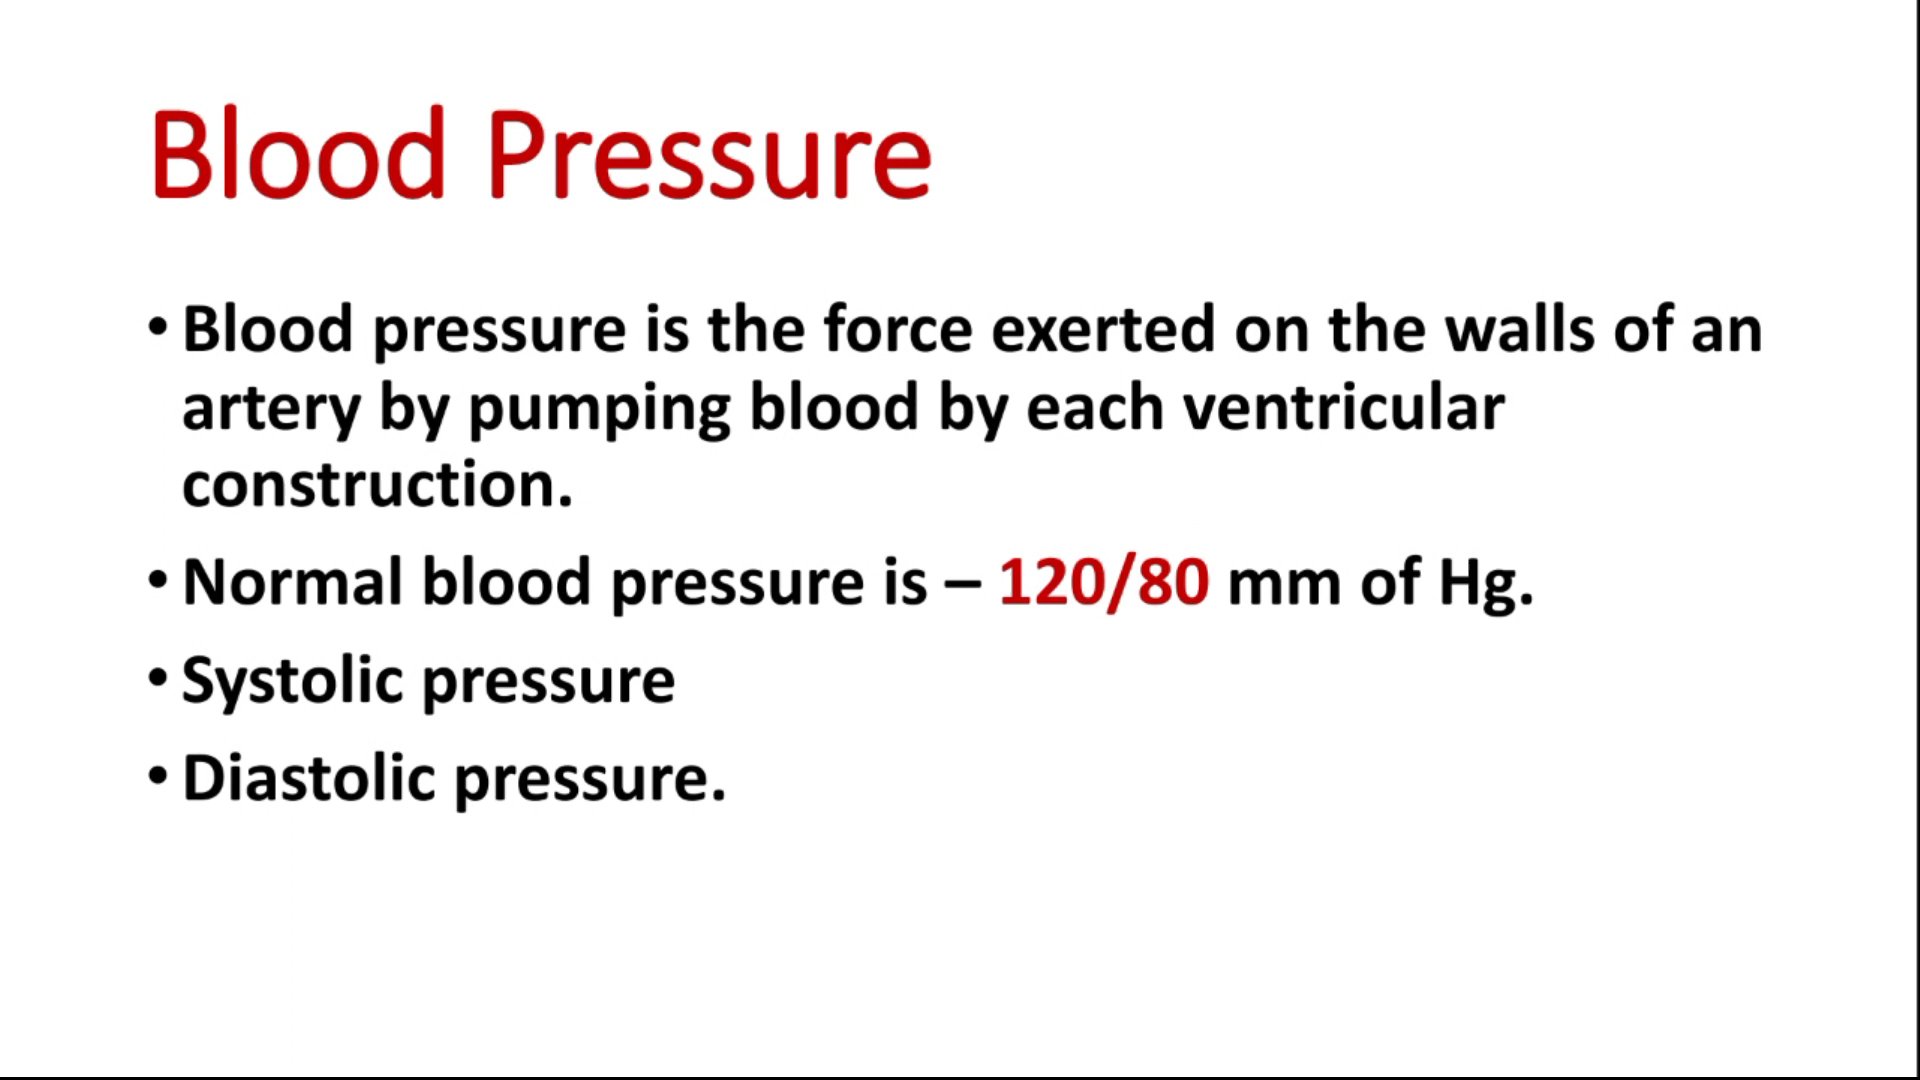 Blood Pressure
• Blood pressure is the force exerted on the walls of an
artery by pumping blood by each ventricular
construction.
• Normal blood pressure is – 120/80 mm of Hg.
• Systolic pressure
• Diastolic pressure.